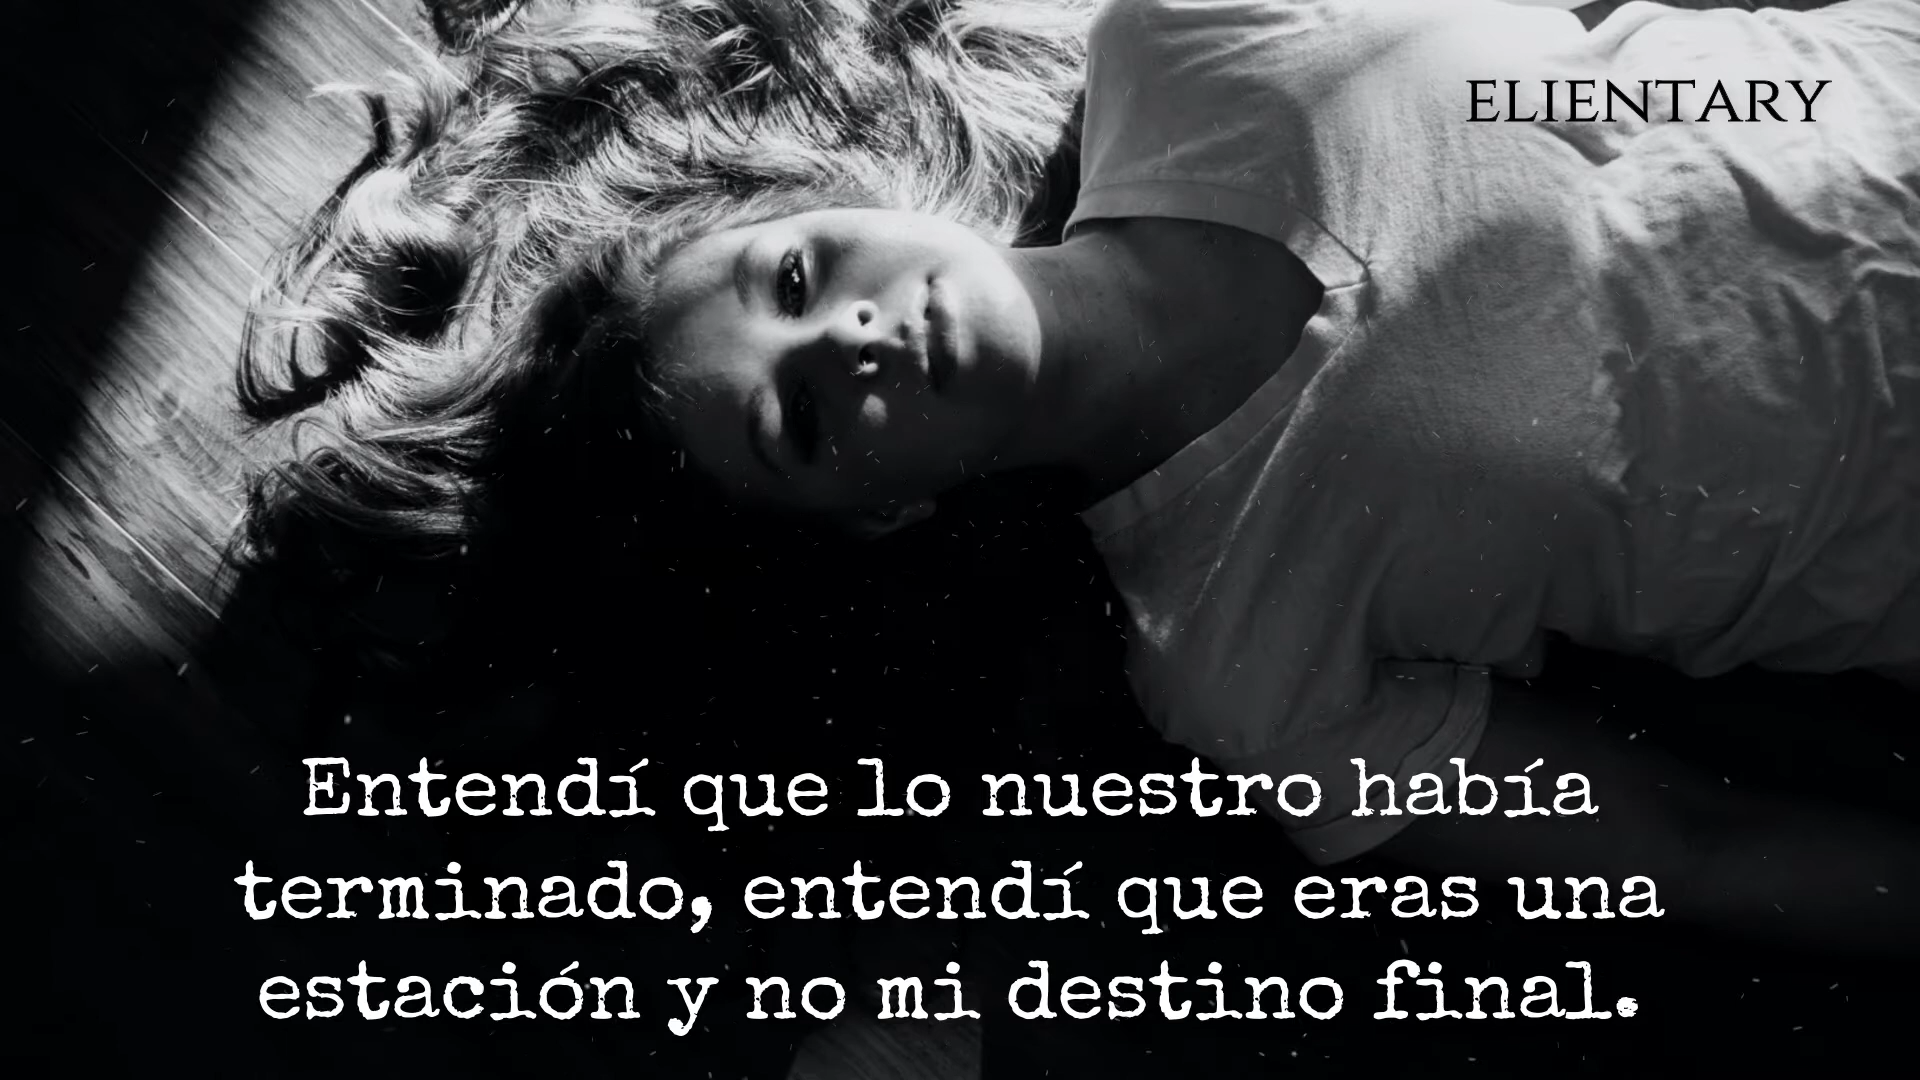 ELIENTARY
Entendí que lo nuestro había
terminado, entendí que eras una
estación y no mi destino final.